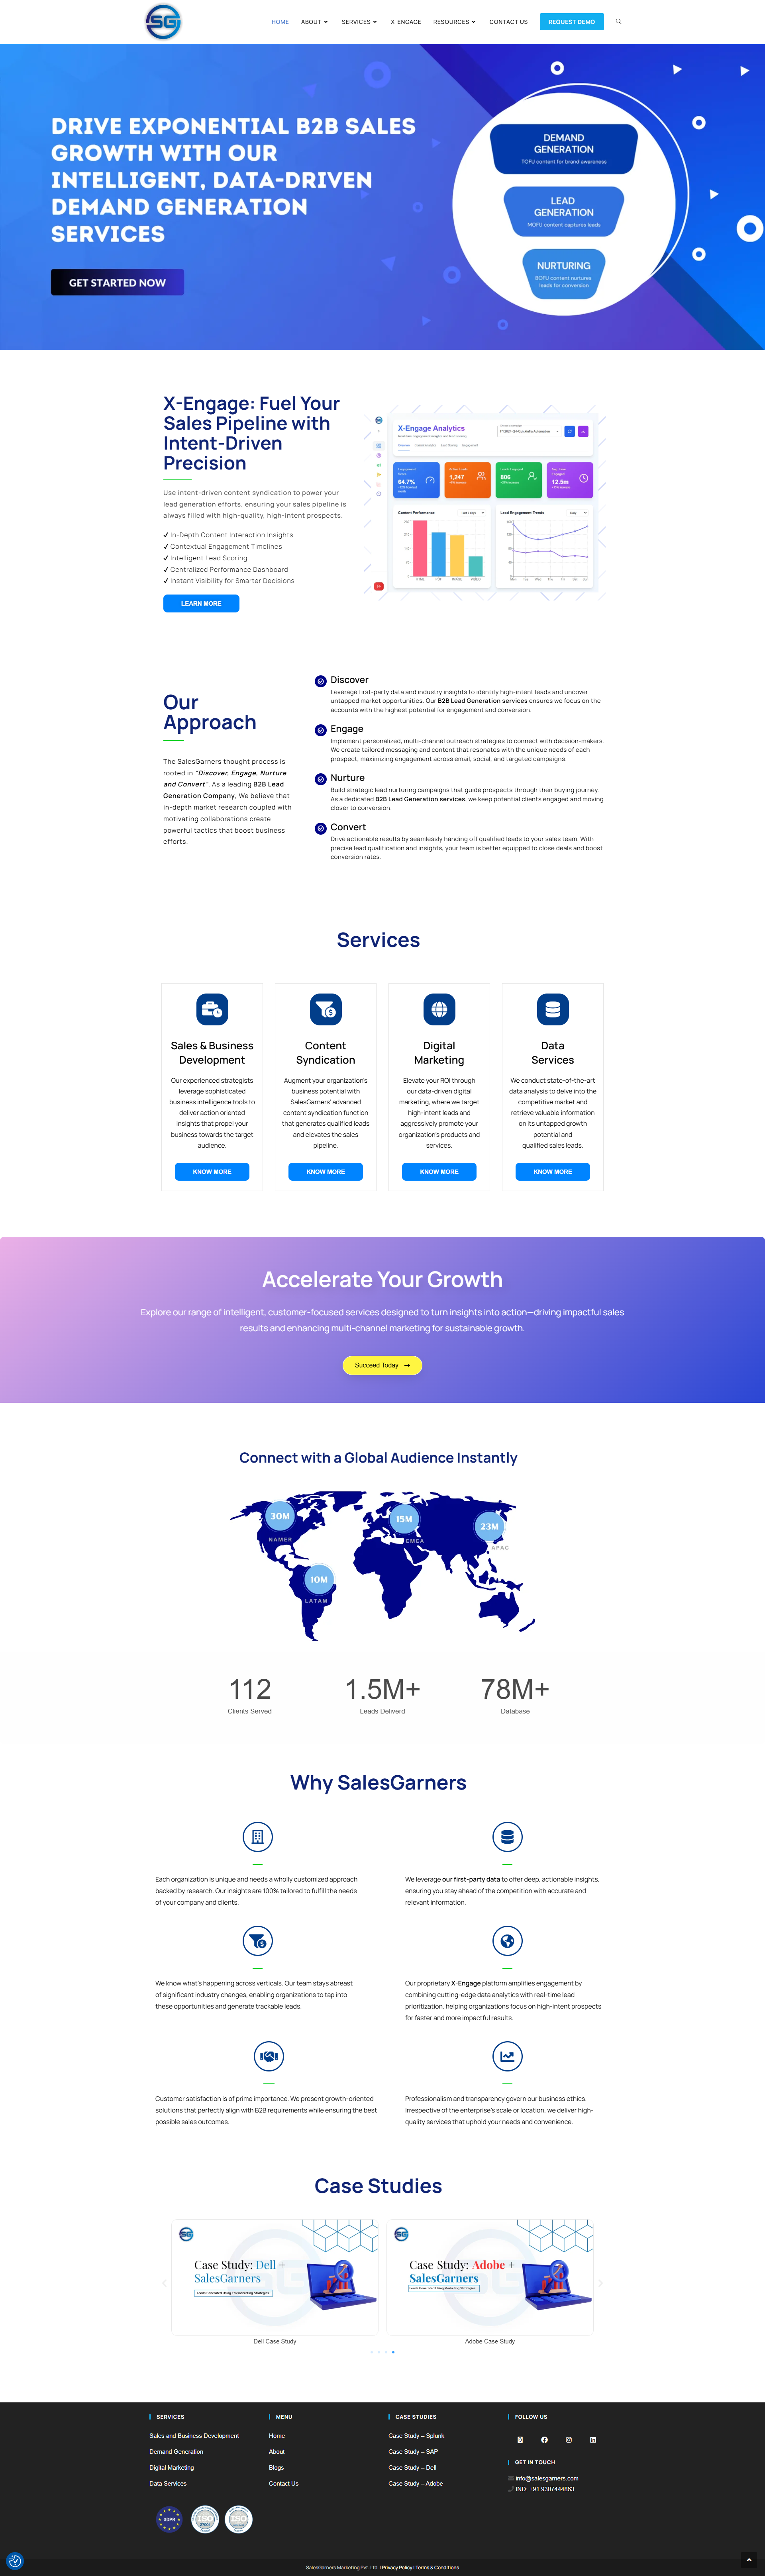 SG
HOME
ABOUT
SERVICES
X-ENGAGE
RESOURCES
CONTACT US
REQUEST DEMO
DRIVE EXPONENTIAL B2B SALES
GROWTH WITH OUR
INTELLIGENT, DATA-DRIVEN
DEMAND GENERATION
SERVICES
GET STARTED NOW
DEMAND
GENERATION
TOFU content for brand awareness
LEAD
GENERATION
MOFU content captures leads
NURTURING
BOFU content nurtures
leads for conversion
X-Engage: Fuel Your
Sales Pipeline with
Intent-Driven
Precision
Use intent-driven content syndication to power your
lead generation efforts, ensuring your sales pipeline is
always filled with high-quality, high-intent prospects.
✓ In-Depth Content Interaction Insights
✓ Contextual Engagement Timelines
✓ Intelligent Lead Scoring
✓ Centralized Performance Dashboard
✓ Instant Visibility for Smarter Decisions
LEARN MORE
X-Engage Analytics
64.7%
1,247
806
12.5m
Content Performance
Lead Engagement Trends
Our
Approach
The SalesGarners thought process is
rooted in "Discover, Engage, Nurture
and Convert". As a leading B2B Lead
Generation Company, We believe that
in-depth market research coupled with
motivating collaborations create
powerful tactics that boost business
efforts.
Discover
Leverage first-party data and industry insights to identify high-intent leads and uncover
untapped market opportunities. Our B2B Lead Generation services ensures we focus on the
accounts with the highest potential for engagement and conversion.
Engage
Implement personalized, multi-channel outreach strategies to connect with decision-makers.
We create tailored messaging and content that resonates with the unique needs of each
prospect, maximizing engagement across email, social, and targeted campaigns.
Nurture
Build strategic lead nurturing campaigns that guide prospects through their buying journey.
As a dedicated B2B Lead Generation services, we keep potential clients engaged and moving
closer to conversion.
Convert
Drive actionable results by seamlessly handing off qualified leads to your sales team. With
precise lead qualification and insights, your team is better equipped to close deals and boost
conversion rates.
Services
Sales & Business
Development
Our experienced strategists
leverage sophisticated
business intelligence tools to
deliver action oriented
insights that propel your
business towards the target
audience.
KNOW MORE
Content
Syndication
Augment your organization's
business potential with
SalesGarners' advanced
content syndication function
that generates qualified leads
and elevates the sales
pipeline.
KNOW MORE
Digital
Marketing
Elevate your ROI through
our data-driven digital
marketing, where we target
high-intent leads and
aggressively promote your
organization's products and
services.
KNOW MORE
Data
Services
We conduct state-of-the-art
data analysis to delve into the
competitive market and
retrieve valuable information
on its untapped growth
potential and
qualified sales leads.
KNOW MORE
Accelerate Your Growth
Explore our range of intelligent, customer-focused services designed to turn insights into action—driving impactful sales
results and enhancing multi-channel marketing for sustainable growth.
Succeed Today
Connect with a Global Audience Instantly
30M
NAMER
15M
EMEA
23M
APAC
10M
LATAM
112
Clients Served
1.5M+
Leads Deliverd
78M+
Database
Why SalesGarners
Each organization is unique and needs a wholly customized approach
backed by research. Our insights are 100% tailored to fulfill the needs
of your company and clients.
We leverage our first-party data to offer deep, actionable insights,
ensuring you stay ahead of the competition with accurate and
relevant information.
We know what's happening across verticals. Our team stays abreast
of significant industry changes, enabling organizations to tap into
these opportunities and generate trackable leads.
Our proprietary X-Engage platform amplifies engagement by
combining cutting-edge data analytics with real-time lead
prioritization, helping organizations focus on high-intent prospects
for faster and more impactful results.
Customer satisfaction is of prime importance. We present growth-oriented
solutions that perfectly align with B2B requirements while ensuring the best
possible sales outcomes.
Professionalism and transparency govern our business ethics.
Irrespective of the enterprise's scale or location, we deliver high-
quality services that uphold your needs and convenience.
Case Studies
SG
Case Study: Dell +
SalesGarners
Leads Generated Using Telemarketing Strategies
Dell Case Study
SG
Case Study: Adobe +
SalesGarners
Leads Generated Using Marketing Strategies
Adobe Case Study
SERVICES
Sales and Business Development
Demand Generation
Digital Marketing
Data Services
MENU
Home
About
Blogs
Contact Us
CASE STUDIES
Case Study – Splunk
Case Study – SAP
Case Study – Dell
Case Study – Adobe
FOLLOW US
GET IN TOUCH
info@salesgarners.com
IND: +91 9307444863
GDPR
ISO
ISO
SalesGarners Marketing Pvt. Ltd. | Privacy Policy | Terms & Conditions